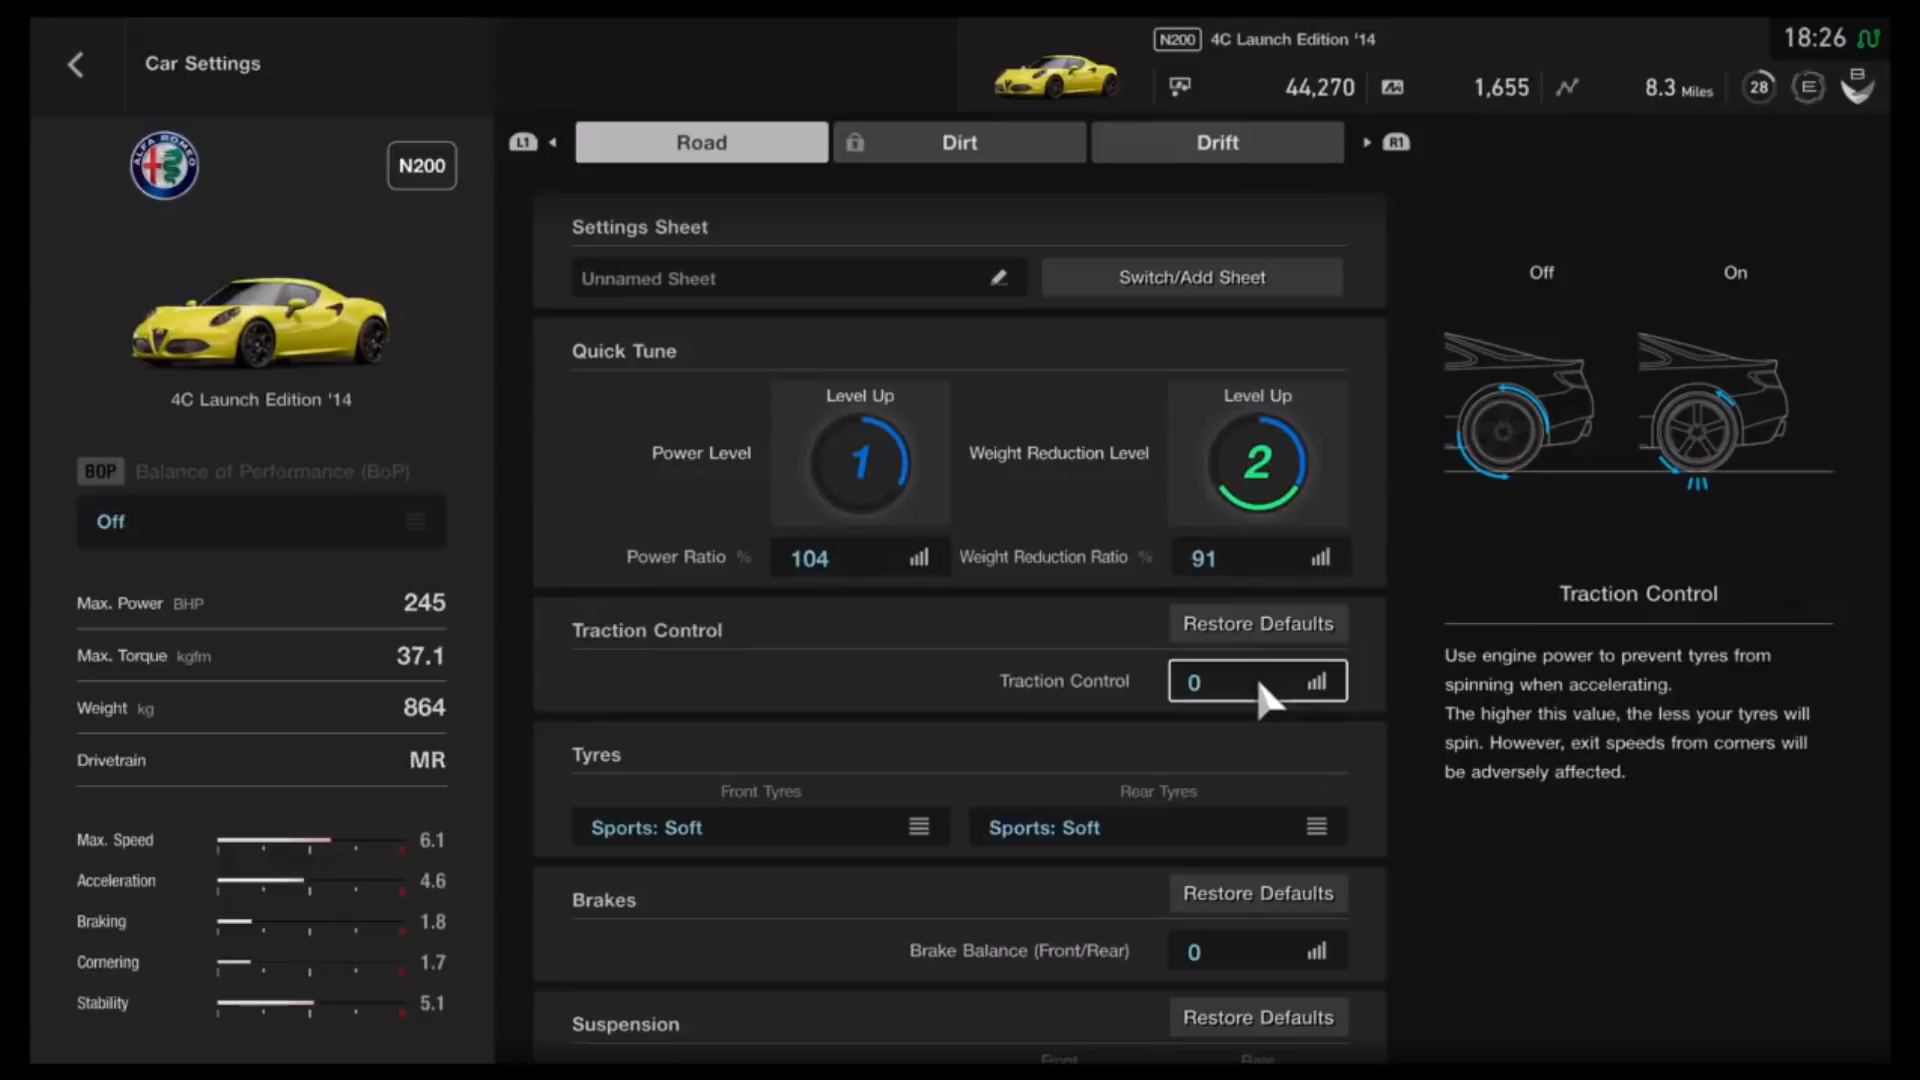 Car Settings
N200 4C Launch Edition '14
18:26
44,270
1,655
8.3 Miles
28
E
B
ALFA ROMEO
N200
4C Launch Edition '14
BOP Balance of Performance (BoP)
Off
Max. Power BHP 245
Max. Torque kgfm 37.1
Weight kg 864
Drivetrain MR
Max. Speed 6.1
Acceleration 4.6
Braking 1.8
Cornering 1.7
Stability 5.1
L1 Road Dirt Drift R1
Settings Sheet
Unnamed Sheet Switch/Add Sheet
Quick Tune
Level Up Level Up
Power Level 1 Weight Reduction Level 2
Power Ratio % 104 Weight Reduction Ratio % 91
Traction Control Restore Defaults
Traction Control 0
Tyres
Front Tyres Rear Tyres
Sports: Soft Sports: Soft
Brakes Restore Defaults
Brake Balance (Front/Rear) 0
Suspension Restore Defaults
Front Rear
Off On
Traction Control
Use engine power to prevent tyres from
spinning when accelerating.
The higher this value, the less your tyres will
spin. However, exit speeds from corners will
be adversely affected.